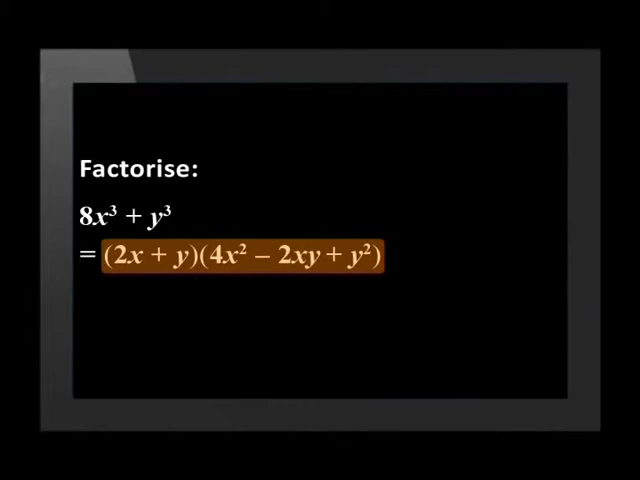 Factorise:
8x³ + y³
= (2x + y)(4x² – 2xy + y²)